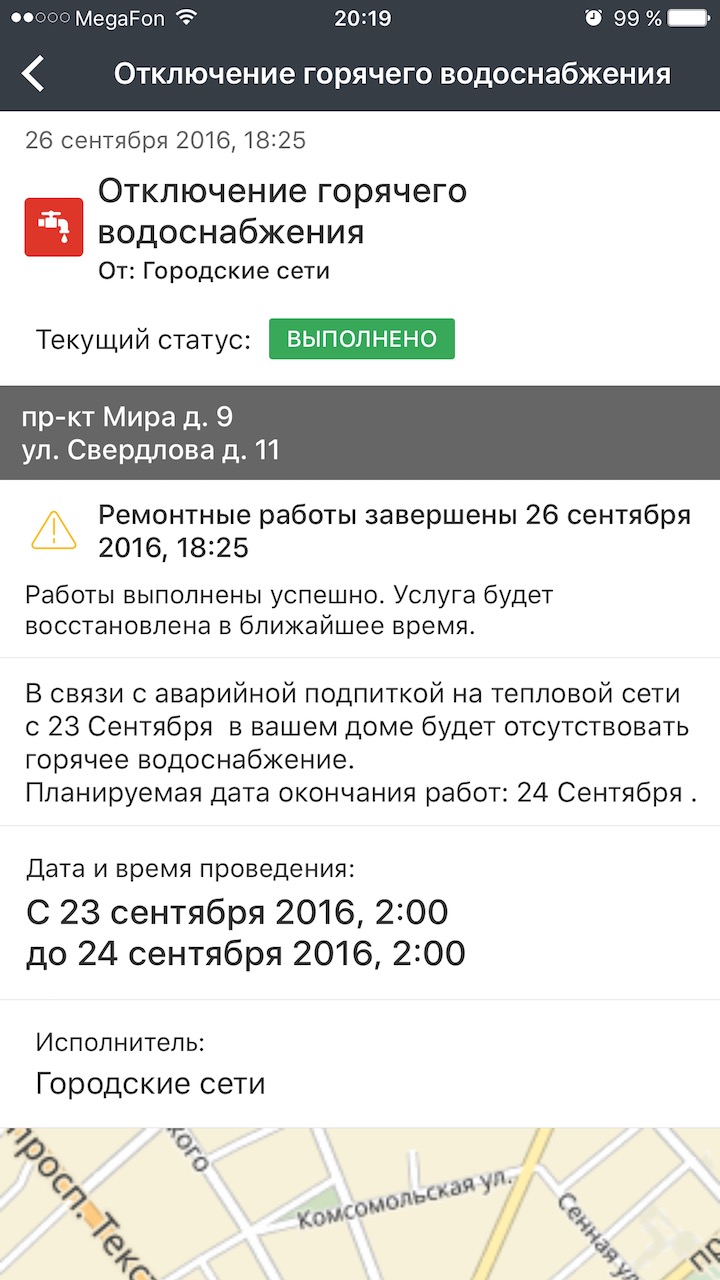 MegaFon 20:19 99 %
Отключение горячего водоснабжения
26 сентября 2016, 18:25
Отключение горячего
водоснабжения
От: Городские сети
Текущий статус: ВЫПОЛНЕНО
пр-кт Мира д. 9
ул. Свердлова д. 11
Ремонтные работы завершены 26 сентября
2016, 18:25
Работы выполнены успешно. Услуга будет
восстановлена в ближайшее время.
В связи с аварийной подпиткой на тепловой сети
с 23 Сентября  в вашем доме будет отсутствовать
горячее водоснабжение.
Планируемая дата окончания работ: 24 Сентября .
Дата и время проведения:
С 23 сентября 2016, 2:00
до 24 сентября 2016, 2:00
Исполнитель:
Городские сети
просп. Текс
кого
Комсомольская ул.
Сенная у